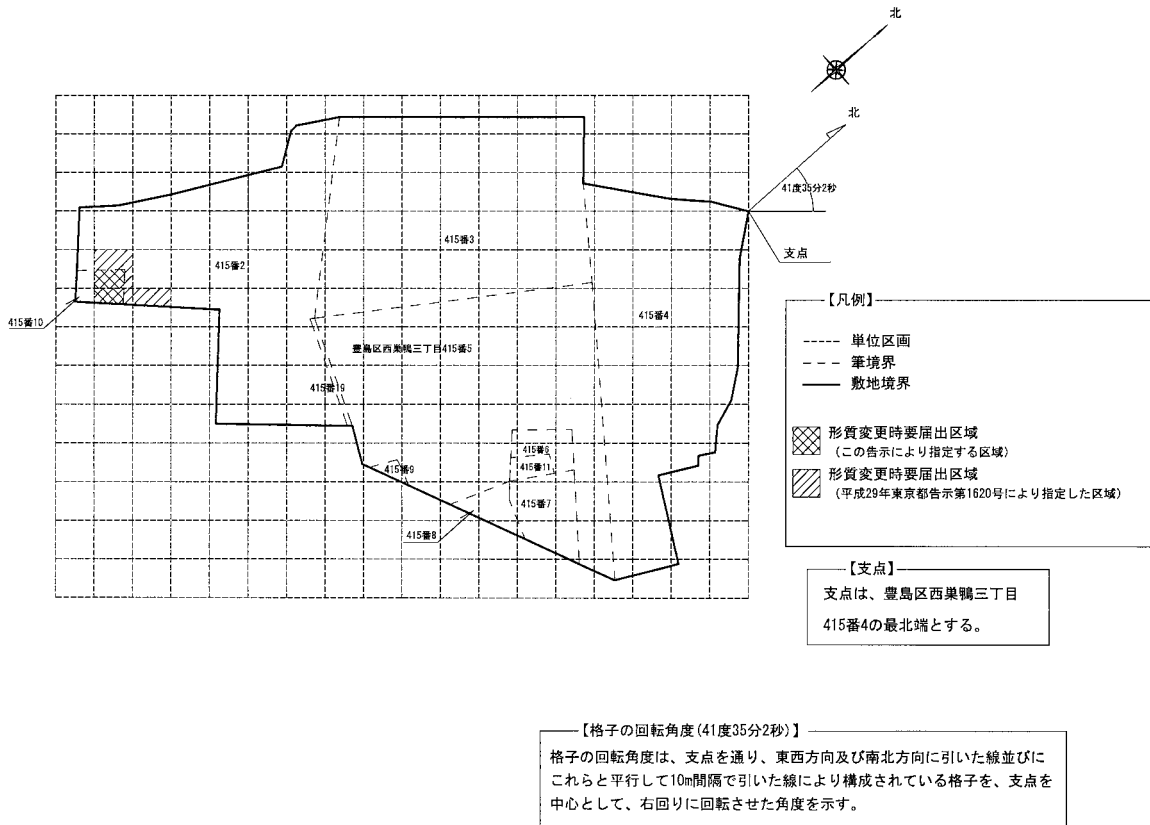 北
北
41度35分2秒
支点
415番3
415番2
415番10
415番4
豊島区西巣鴨三丁目415番5
415番19
415番6
415番11
415番9
415番7
415番8
【凡例】
単位区画
筆境界
敷地境界
形質変更時要届出区域
(この告示により指定する区域)
形質変更時要届出区域
(平成29年東京都告示第1620号により指定した区域)
【支点】
支点は、豊島区西巣鴨三丁目
415番4の最北端とする。
【格子の回転角度(41度35分2秒)】
格子の回転角度は、支点を通り、東西方向及び南北方向に引いた線並びに
これらと平行して10m間隔で引いた線により構成されている格子を、支点を
中心として、右回りに回転させた角度を示す。